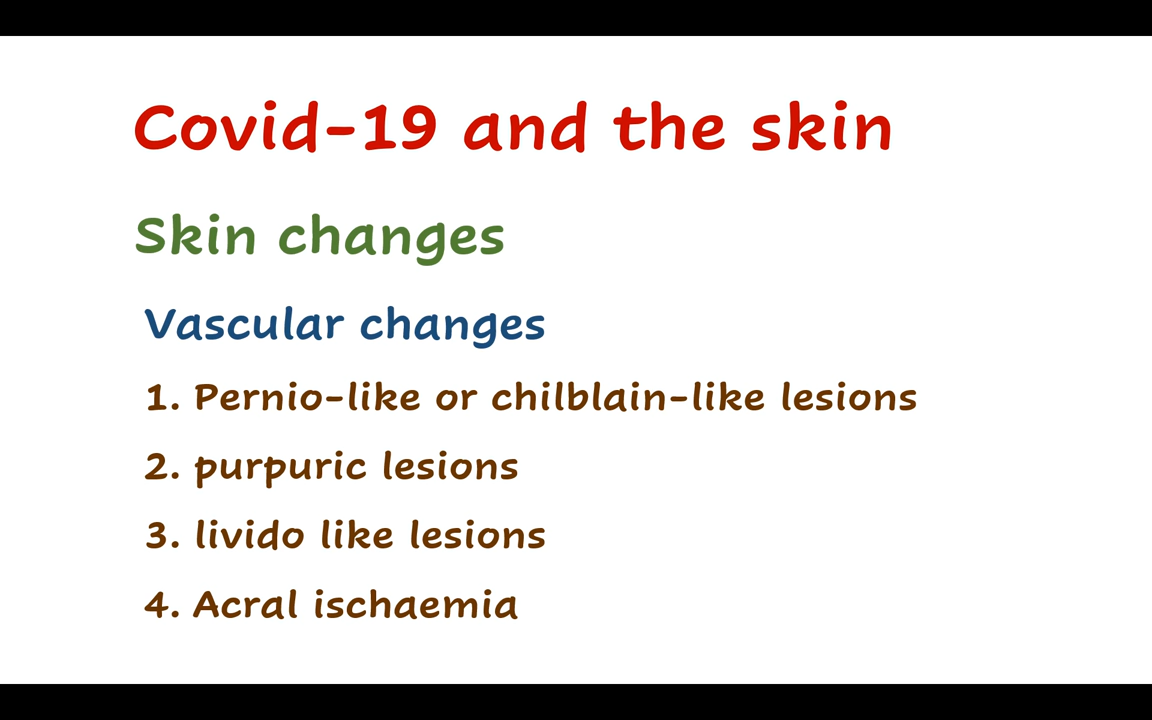 Covid-19 and the skin
Skin changes
Vascular changes
1. Pernio-like or chilblain-like lesions
2. purpuric lesions
3. livido like lesions
4. Acral ischaemia